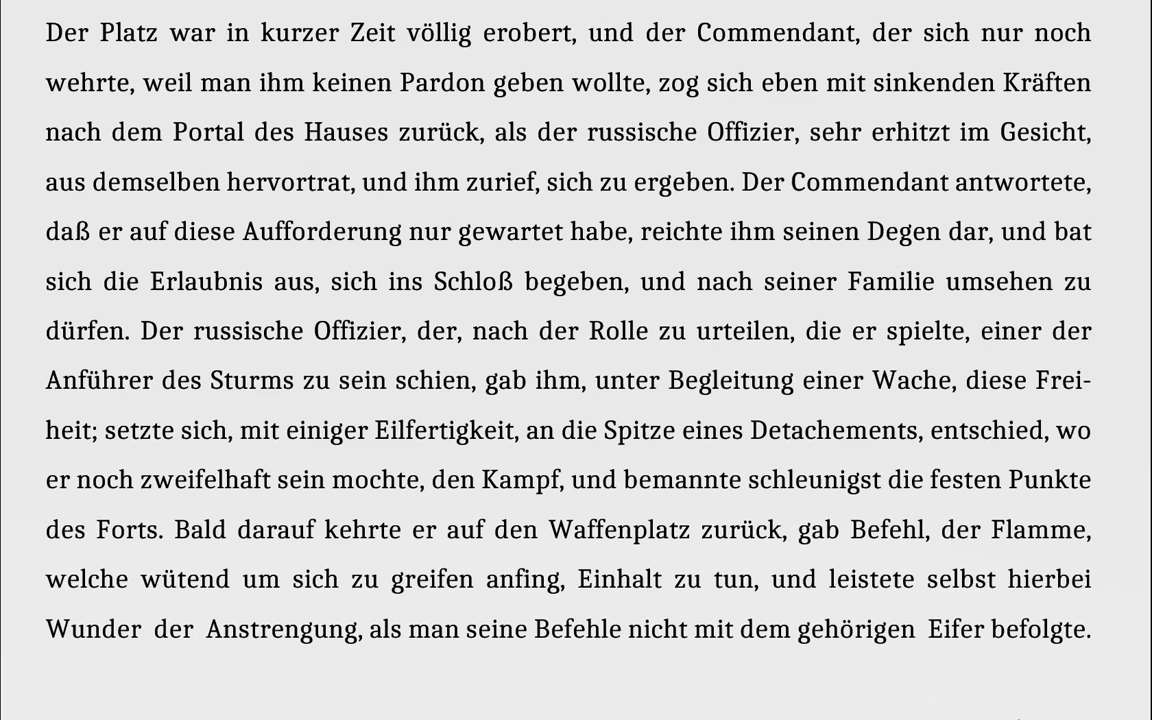 Der Platz war in kurzer Zeit völlig erobert, und der Commendant, der sich nur noch
wehrte, weil man ihm keinen Pardon geben wollte, zog sich eben mit sinkenden Kräften
nach dem Portal des Hauses zurück, als der russische Offizier, sehr erhitzt im Gesicht,
aus demselben hervortrat, und ihm zurief, sich zu ergeben. Der Commendant antwortete,
daß er auf diese Aufforderung nur gewartet habe, reichte ihm seinen Degen dar, und bat
sich die Erlaubnis aus, sich ins Schloß begeben, und nach seiner Familie umsehen zu
dürfen. Der russische Offizier, der, nach der Rolle zu urteilen, die er spielte, einer der
Anführer des Sturms zu sein schien, gab ihm, unter Begleitung einer Wache, diese Frei-
heit; setzte sich, mit einiger Eilfertigkeit, an die Spitze eines Detachements, entschied, wo
er noch zweifelhaft sein mochte, den Kampf, und bemannte schleunigst die festen Punkte
des Forts. Bald darauf kehrte er auf den Waffenplatz zurück, gab Befehl, der Flamme,
welche wütend um sich zu greifen anfing, Einhalt zu tun, und leistete selbst hierbei
Wunder der Anstrengung, als man seine Befehle nicht mit dem gehörigen Eifer befolgte.